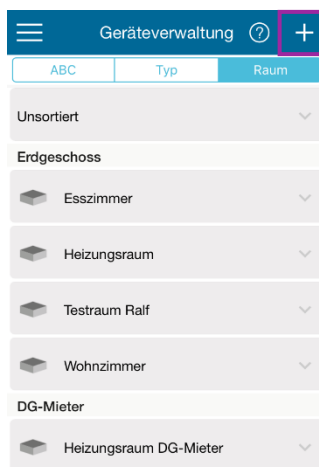 Geräteverwaltung ? +
ABC Typ Raum
Unsortiert
Erdgeschoss
Esszimmer
Heizungsraum
Testraum Ralf
Wohnzimmer
DG-Mieter
Heizungsraum DG-Mieter